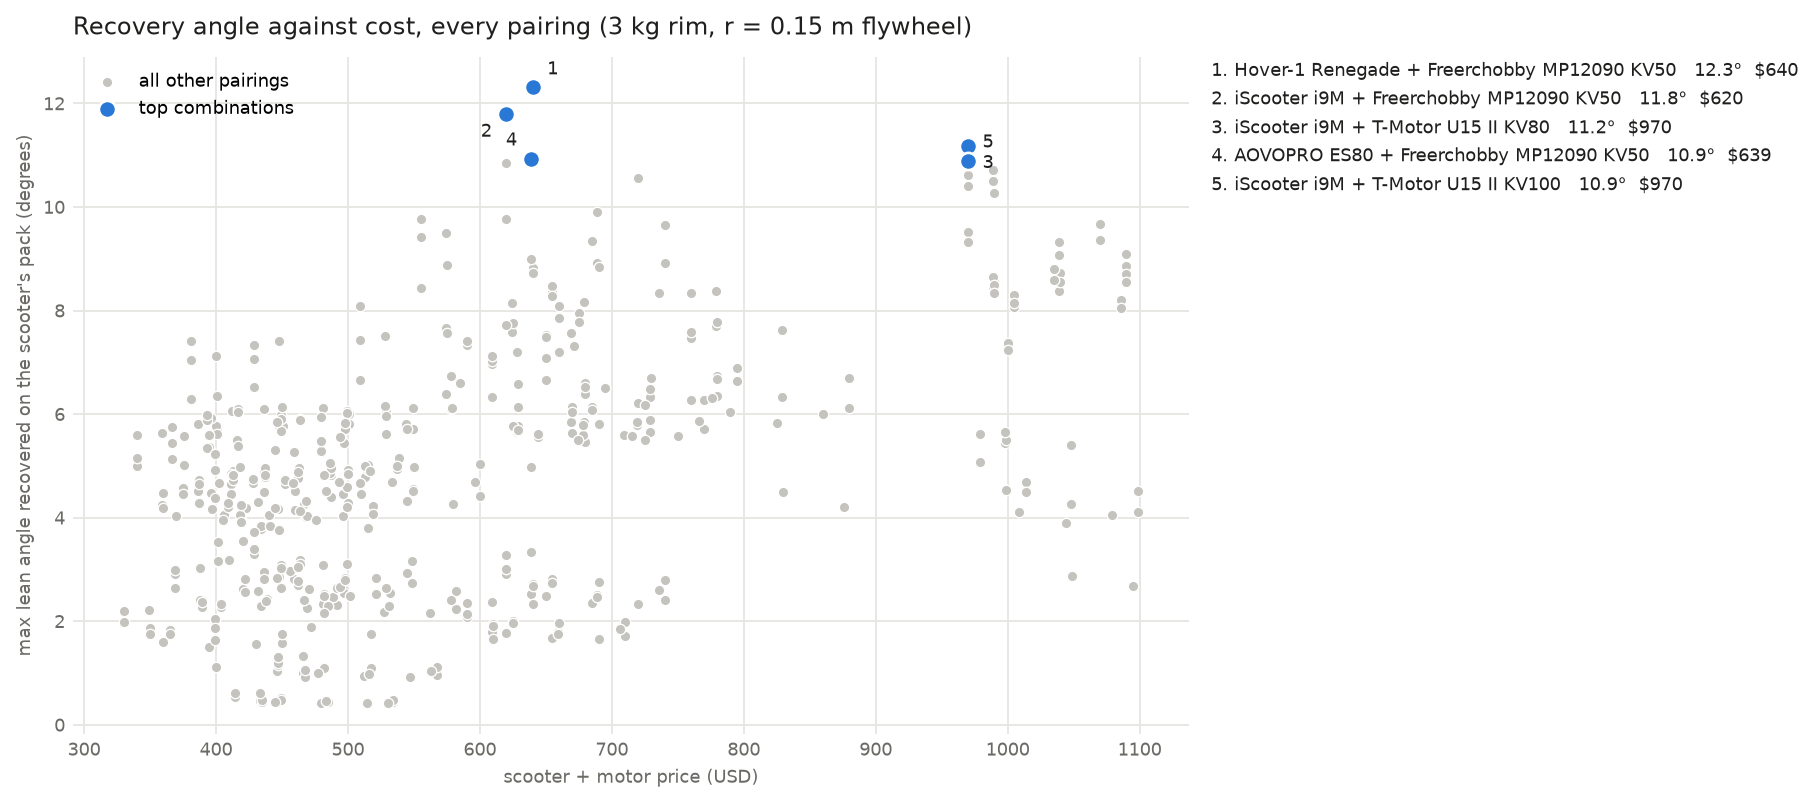 Recovery angle against cost, every pairing (3 kg rim, r = 0.15 m flywheel)
all other pairings
top combinations
1
2
4
5
3
1. Hover-1 Renegade + Freerchobby MP12090 KV50 12.3° $640
2. iScooter i9M + Freerchobby MP12090 KV50 11.8° $620
3. iScooter i9M + T-Motor U15 II KV80 11.2° $970
4. AOVOPRO ES80 + Freerchobby MP12090 KV50 10.9° $639
5. iScooter i9M + T-Motor U15 II KV100 10.9° $970
max lean angle recovered on the scooter's pack (degrees)
12
10
8
6
4
2
0
300 400 500 600 700 800 900 1000 1100
scooter + motor price (USD)